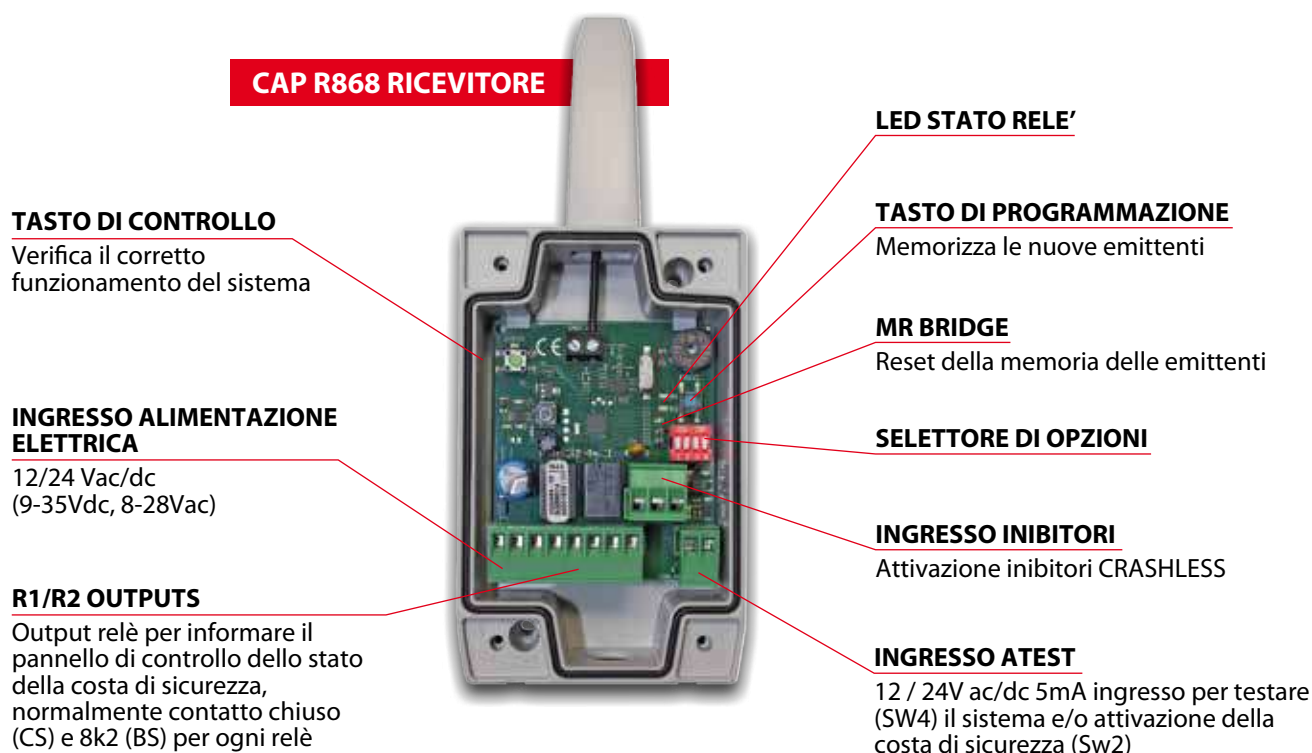 CAP R868 RICEVITORE
TASTO DI CONTROLLO
Verifica il corretto
funzionamento del sistema
INGRESSO ALIMENTAZIONE
ELETTRICA
12/24 Vac/dc
(9-35Vdc, 8-28Vac)
R1/R2 OUTPUTS
Output relè per informare il
pannello di controllo dello stato
della costa di sicurezza,
normalmente contatto chiuso
(CS) e 8k2 (BS) per ogni relè
LED STATO RELE’
TASTO DI PROGRAMMAZIONE
Memorizza le nuove emittenti
MR BRIDGE
Reset della memoria delle emittenti
SELETTORE DI OPZIONI
INGRESSO INIBITORI
Attivazione inibitori CRASHLESS
INGRESSO ATEST
12 / 24V ac/dc 5mA ingresso per testare
(SW4) il sistema e/o attivazione della
costa di sicurezza (Sw2)
CE